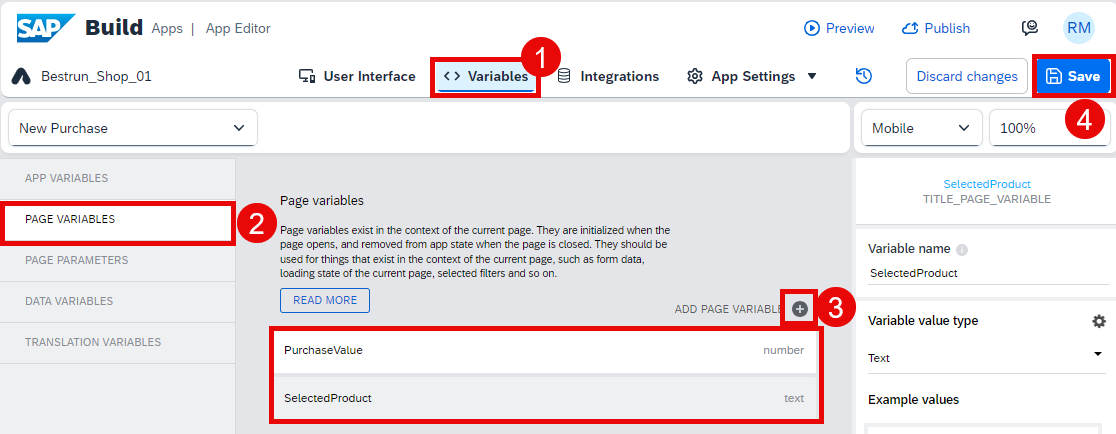 SAP Build Apps | App Editor Preview Publish RM
1
Bestrun_Shop_01 User Interface <> Variables Integrations App Settings Discard changes Save
4
New Purchase Mobile 100%
APP VARIABLES
PAGE VARIABLES
2
PAGE PARAMETERS
DATA VARIABLES
TRANSLATION VARIABLES
Page variables
Page variables exist in the context of the current page. They are initialized when the
page opens, and removed from app state when the page is closed. They should be
used for things that exist in the context of the current page, such as form data,
loading state of the current page, selected filters and so on.
READ MORE
ADD PAGE VARIABLE
3
PurchaseValue number
SelectedProduct text
SelectedProduct
TITLE_PAGE_VARIABLE
Variable name
SelectedProduct
Variable value type
Text
Example values